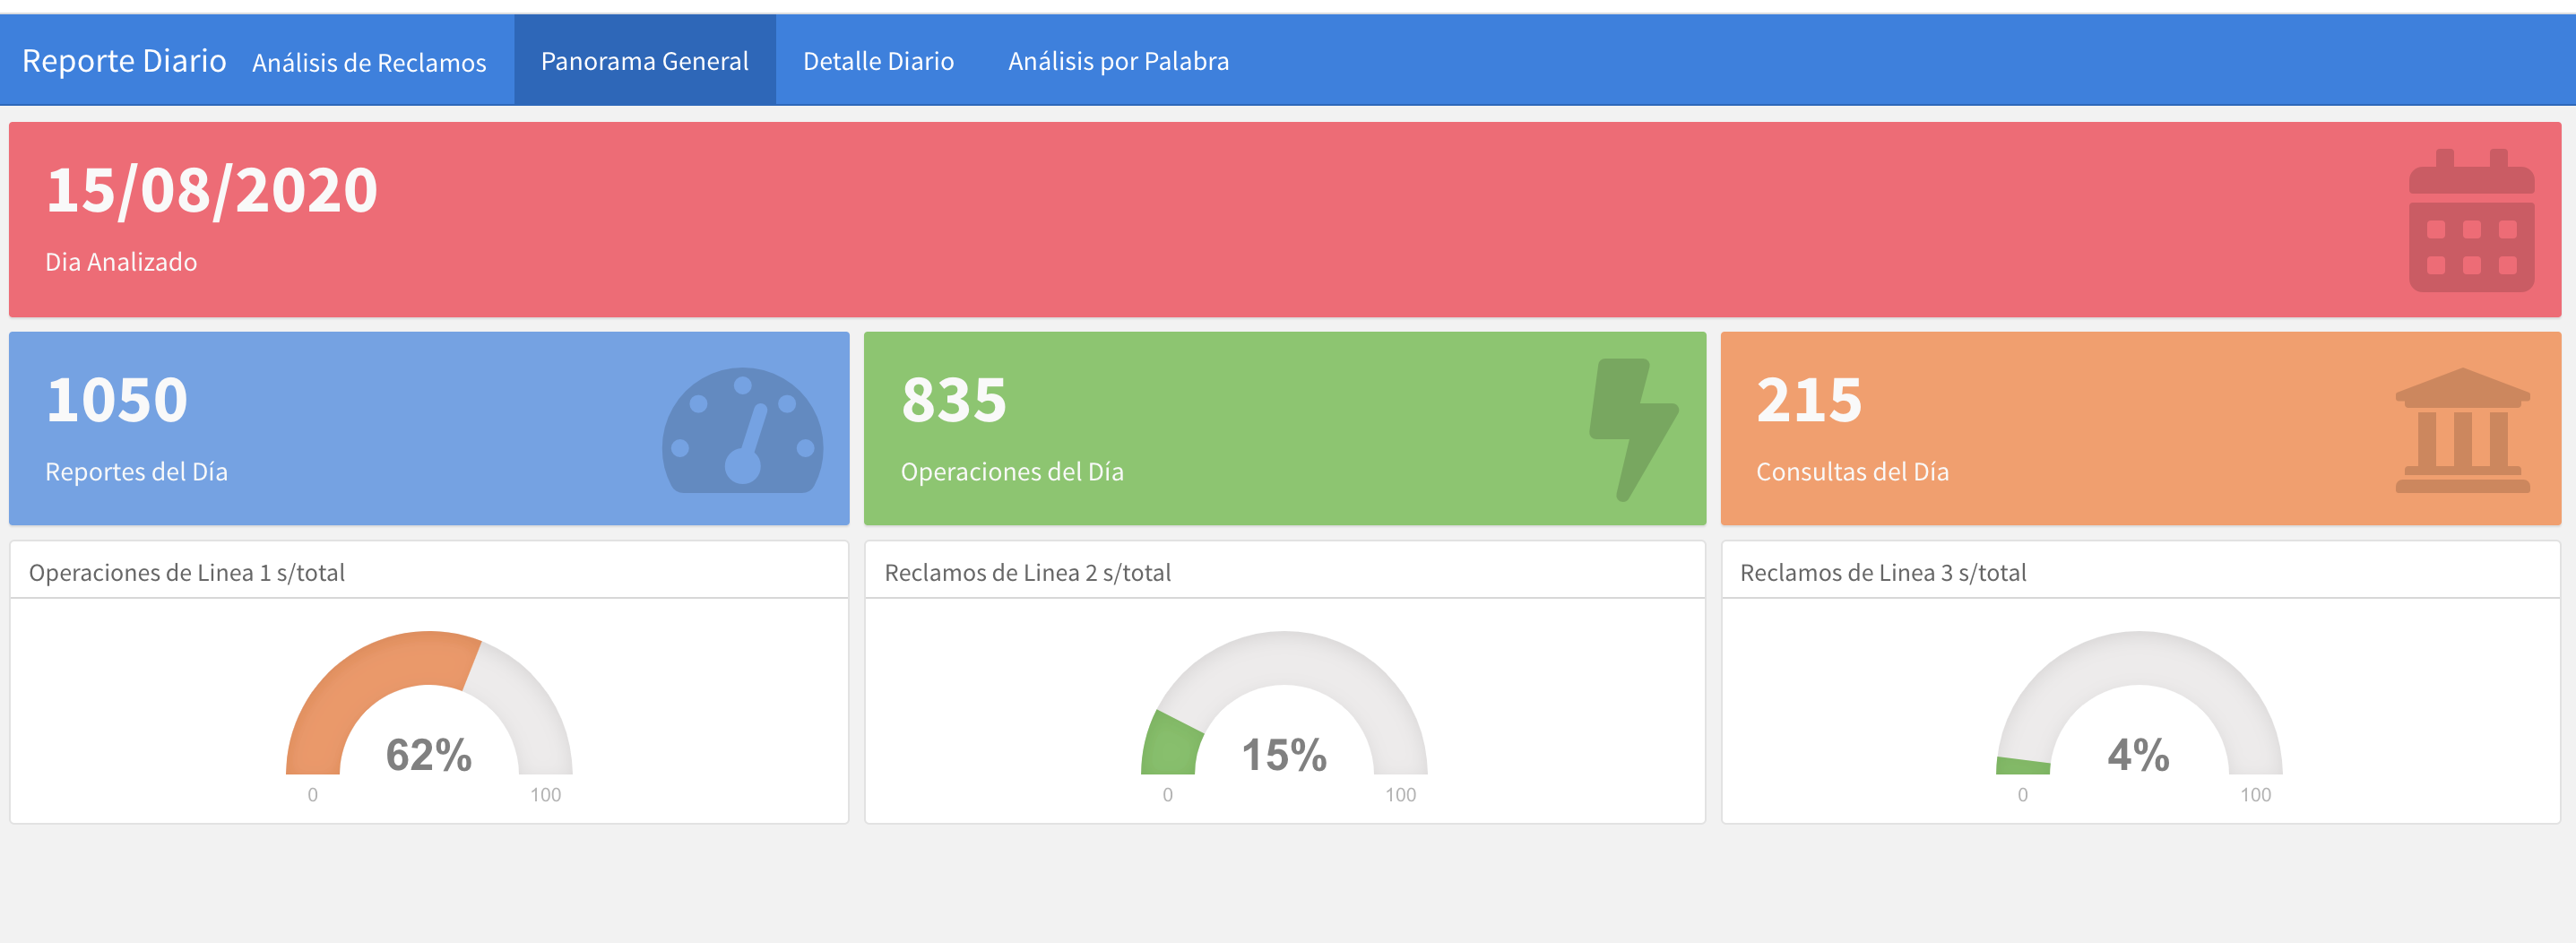 Reporte Diario Análisis de Reclamos Panorama General Detalle Diario Análisis por Palabra
15/08/2020
Dia Analizado
1050
Reportes del Día
835
Operaciones del Día
215
Consultas del Día
Operaciones de Linea 1 s/total
62%
0 100
Reclamos de Linea 2 s/total
15%
0 100
Reclamos de Linea 3 s/total
4%
0 100